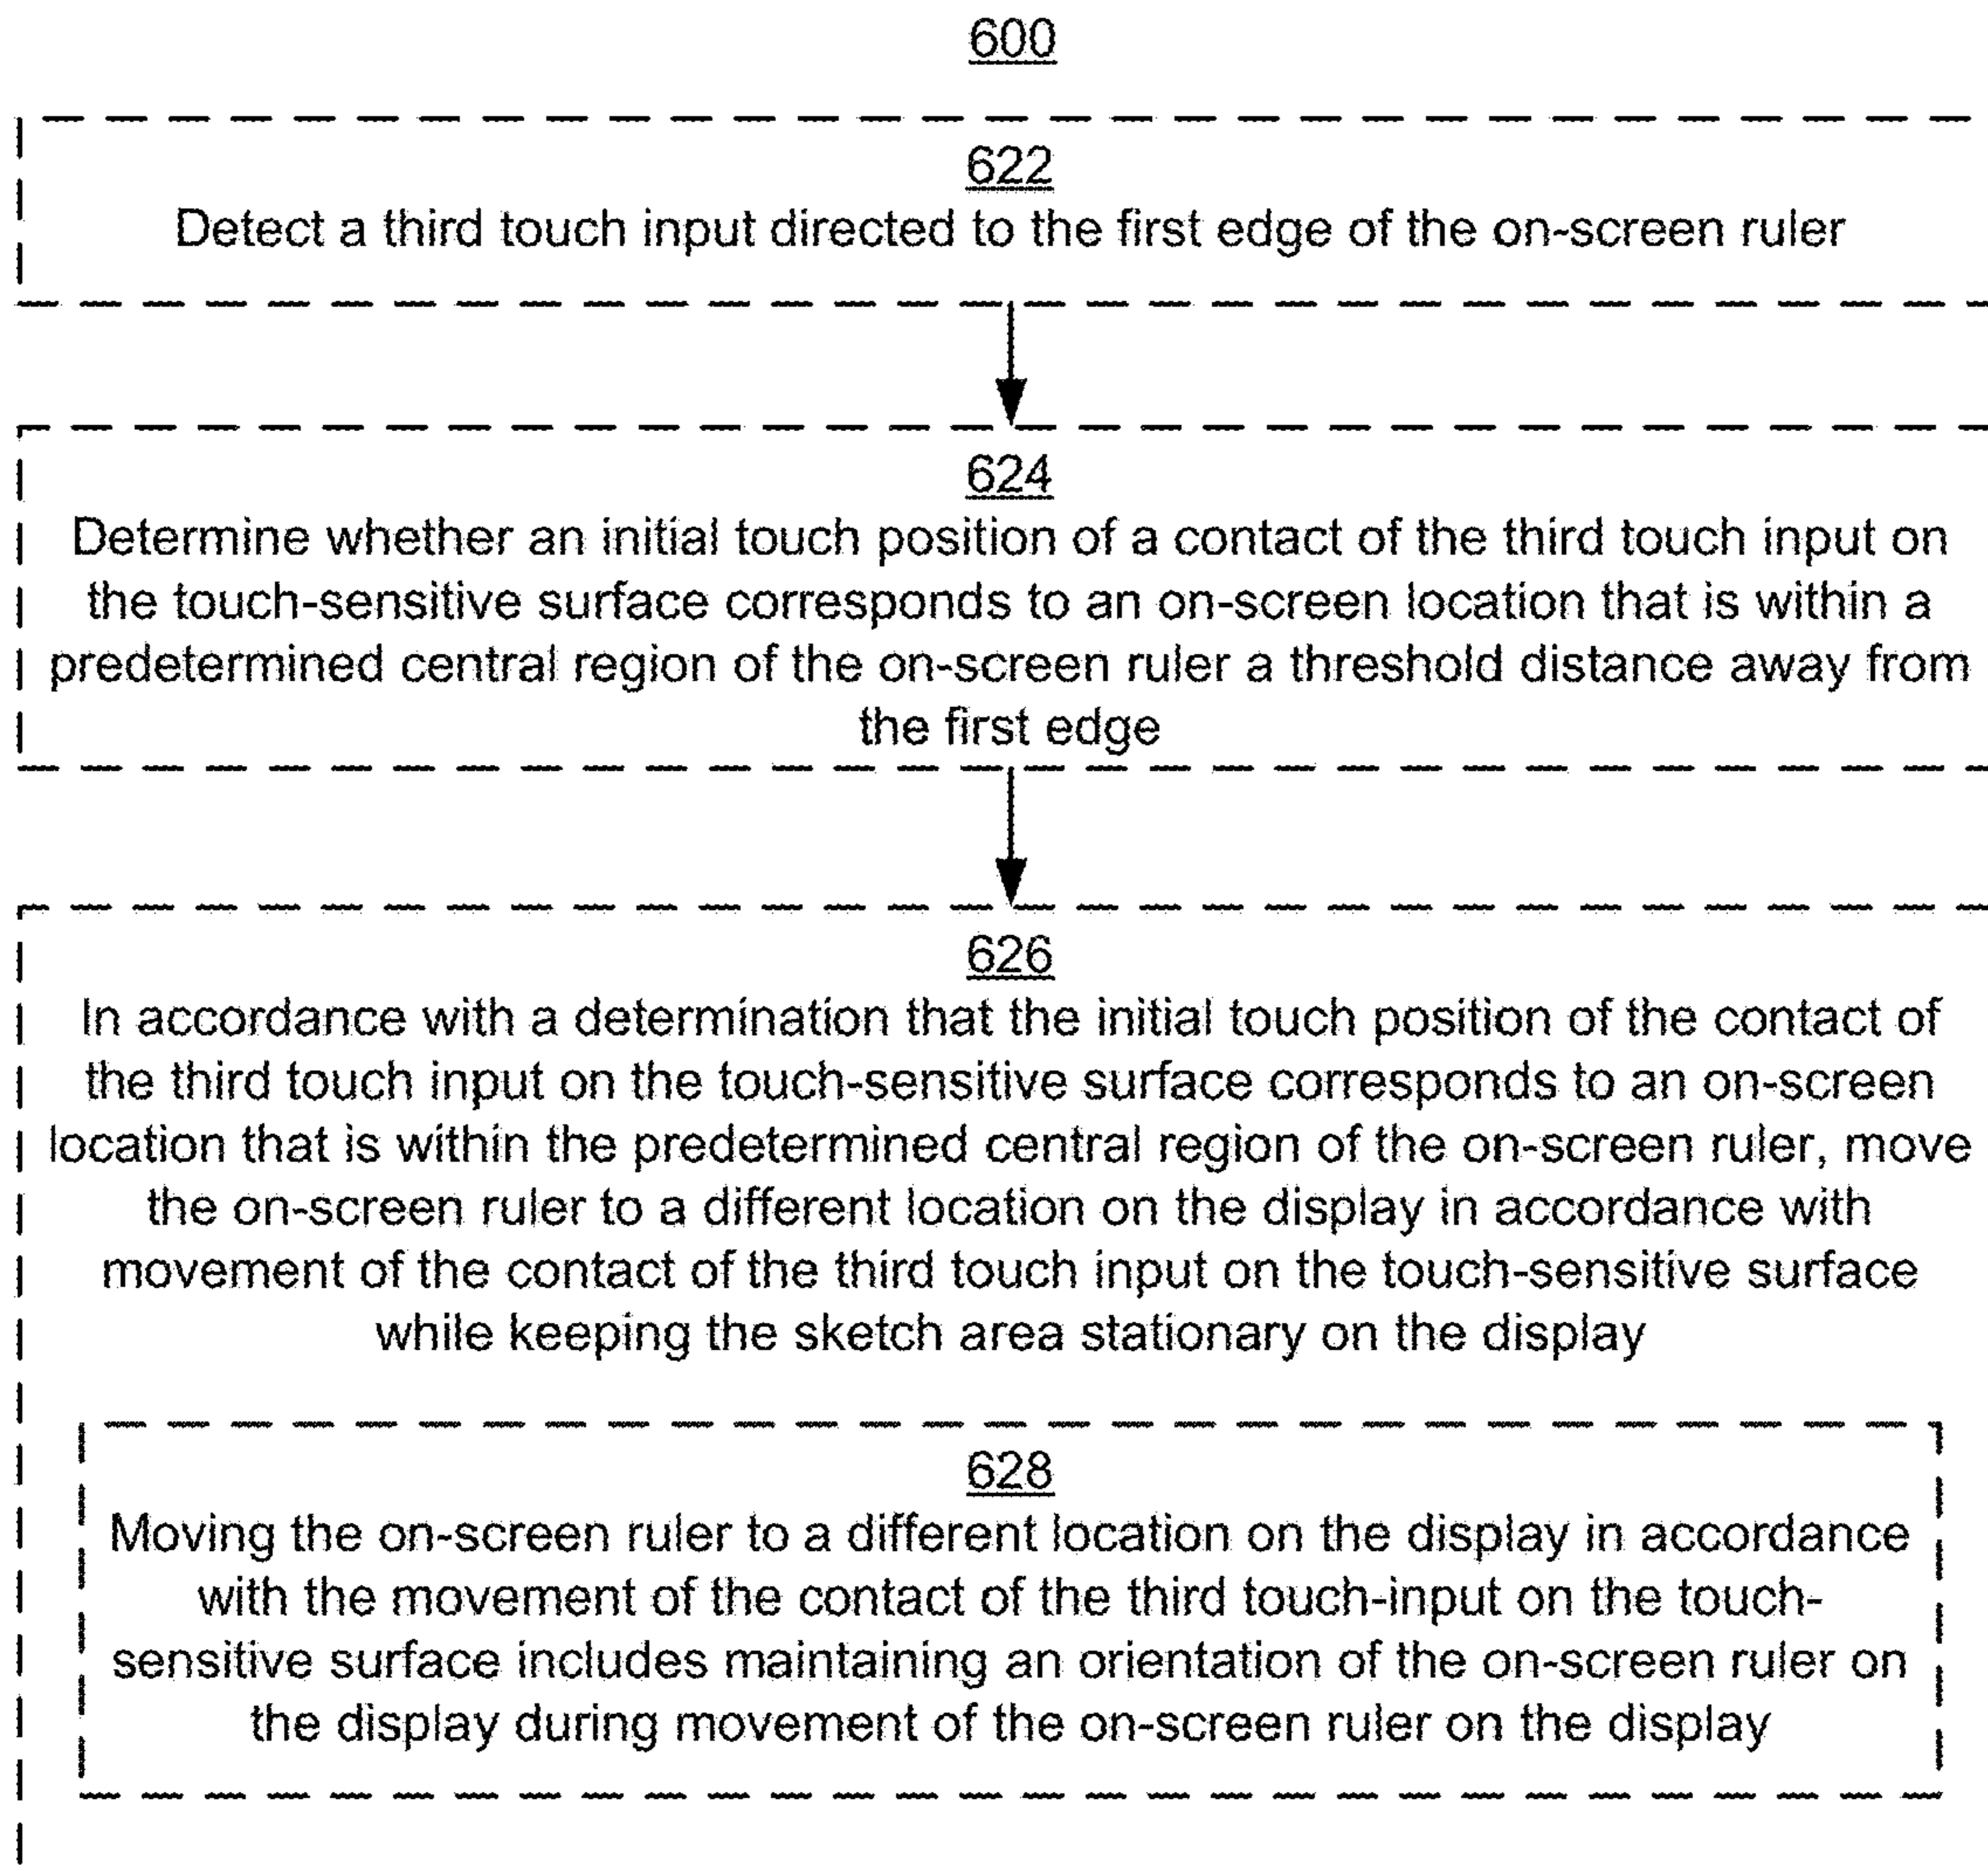 600
622
Detect a third touch input directed to the first edge of the on-screen ruler
624
Determine whether an initial touch position of a contact of the third touch input on
the touch-sensitive surface corresponds to an on-screen location that is within a
predetermined central region of the on-screen ruler a threshold distance away from
the first edge
626
In accordance with a determination that the initial touch position of the contact of
the third touch input on the touch-sensitive surface corresponds to an on-screen
location that is within the predetermined central region of the on-screen ruler, move
the on-screen ruler to a different location on the display in accordance with
movement of the contact of the third touch input on the touch-sensitive surface
while keeping the sketch area stationary on the display
628
Moving the on-screen ruler to a different location on the display in accordance
with the movement of the contact of the third touch-input on the touch-
sensitive surface includes maintaining an orientation of the on-screen ruler on
the display during movement of the on-screen ruler on the display